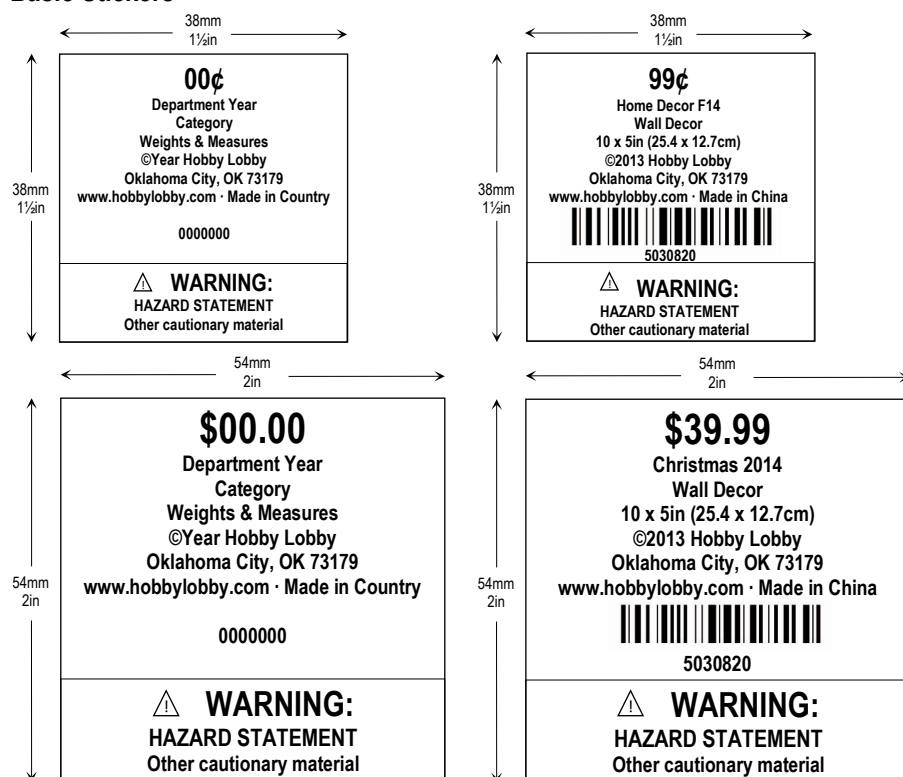 38mm
1½in
38mm
1½in
00¢
Department Year
Category
Weights & Measures
©Year Hobby Lobby
Oklahoma City, OK 73179
www.hobbylobby.com · Made in Country
0000000
⚠ WARNING:
HAZARD STATEMENT
Other cautionary material
38mm
1½in
38mm
1½in
99¢
Home Decor F14
Wall Decor
10 x 5in (25.4 x 12.7cm)
©2013 Hobby Lobby
Oklahoma City, OK 73179
www.hobbylobby.com · Made in China
5030820
⚠ WARNING:
HAZARD STATEMENT
Other cautionary material
54mm
2in
54mm
2in
$00.00
Department Year
Category
Weights & Measures
©Year Hobby Lobby
Oklahoma City, OK 73179
www.hobbylobby.com · Made in Country
0000000
⚠ WARNING:
HAZARD STATEMENT
Other cautionary material
54mm
2in
54mm
2in
$39.99
Christmas 2014
Wall Decor
10 x 5in (25.4 x 12.7cm)
©2013 Hobby Lobby
Oklahoma City, OK 73179
www.hobbylobby.com · Made in China
5030820
⚠ WARNING:
HAZARD STATEMENT
Other cautionary material